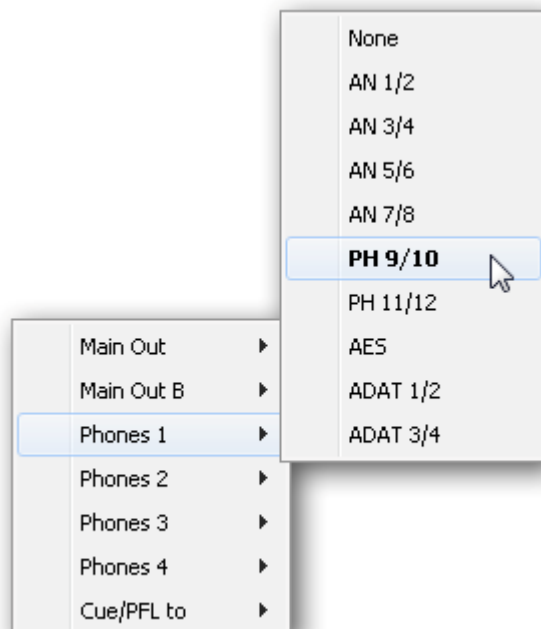 None
AN 1/2
AN 3/4
AN 5/6
AN 7/8
PH 9/10
PH 11/12
AES
ADAT 1/2
ADAT 3/4
Main Out
Main Out B
Phones 1
Phones 2
Phones 3
Phones 4
Cue/PFL to